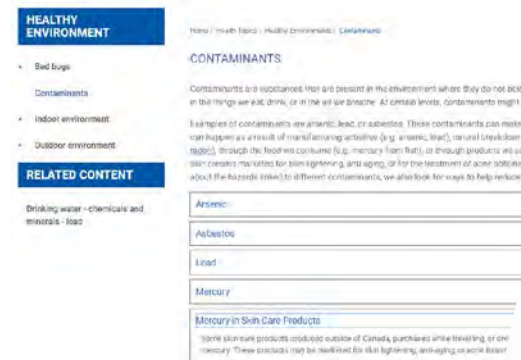 HEALTHY
ENVIRONMENT
Bed bugs
Contaminants
Indoor environment
Outdoor environment
RELATED CONTENT
Drinking water - chemicals and
minerals - lead
Home / Health Topics / Healthy Environments / Contaminants
CONTAMINANTS
Contaminants are substances that are present in the environment where they do not
in the things we eat, drink, or in the air we breathe. At certain levels, contaminants might
Examples of contaminants are arsenic, lead, or asbestos. These contaminants can make
can happen as a result of manufacturing activities (e.g. arsenic, lead), natural breakdown
radon), through the food we consume (e.g. mercury from fish), or through products we
skin creams marketed for skin lightening, anti aging, or for the treatment of acne
about the hazards linked to different contaminants, we also look for ways to help reduce
Arsenic
Asbestos
Lead
Mercury
Mercury in Skin Care Products
Some skin care products produced outside of Canada, purchased while travelling, or
mercury. These products may be marketed for skin lightening, anti-aging, or acne